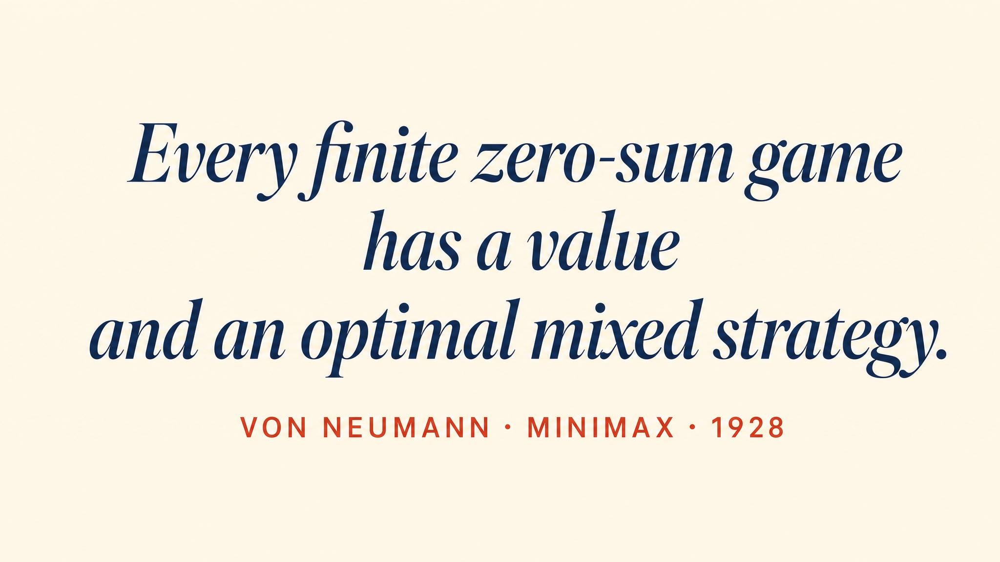 Every finite zero-sum game
has a value
and an optimal mixed strategy.
VON NEUMANN · MINIMAX · 1928